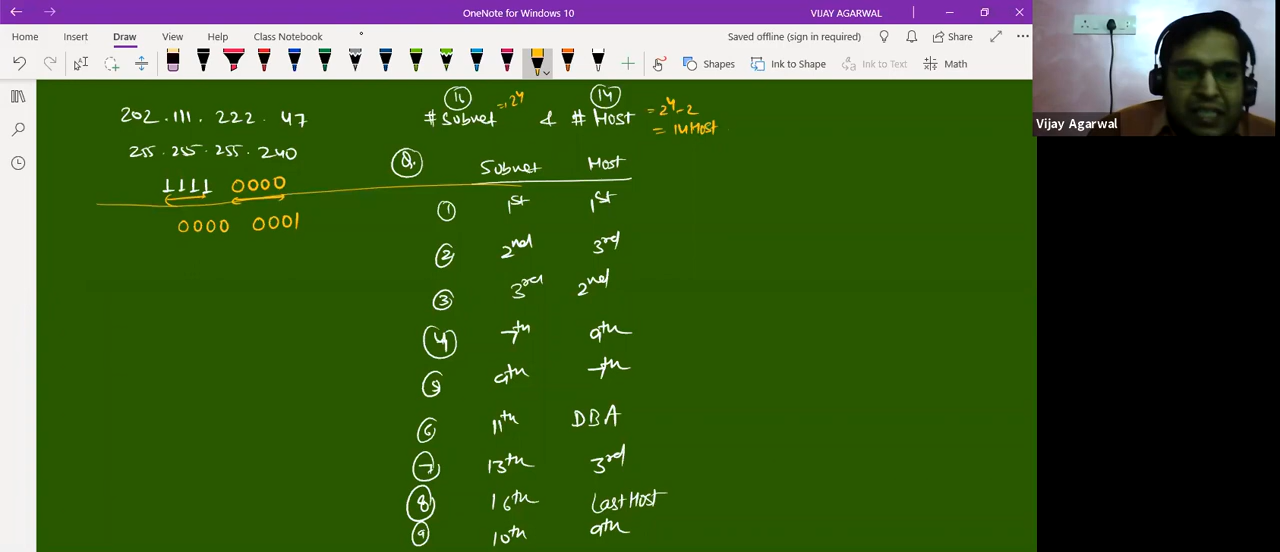 OneNote for Windows 10
VIJAY AGARWAL
Home Insert Draw View Help Class Notebook
Saved offline (sign in required) Share
Shapes Ink to Shape Ink to Text Math
Vijay Agarwal
202.111.222.47
255.255.255.240
1111 0000
0000 0001
16 14
#Subnet = 2^4 & #Host = 2^4-2
= 14 Host
Q. Subnet Host
1 1st 1st
2 2nd 3rd
3 3rd 2nd
4 7th 9th
5 9th 7th
6 11th DBA
7 13th 3rd
8 16th Last Host
9 10th 9th